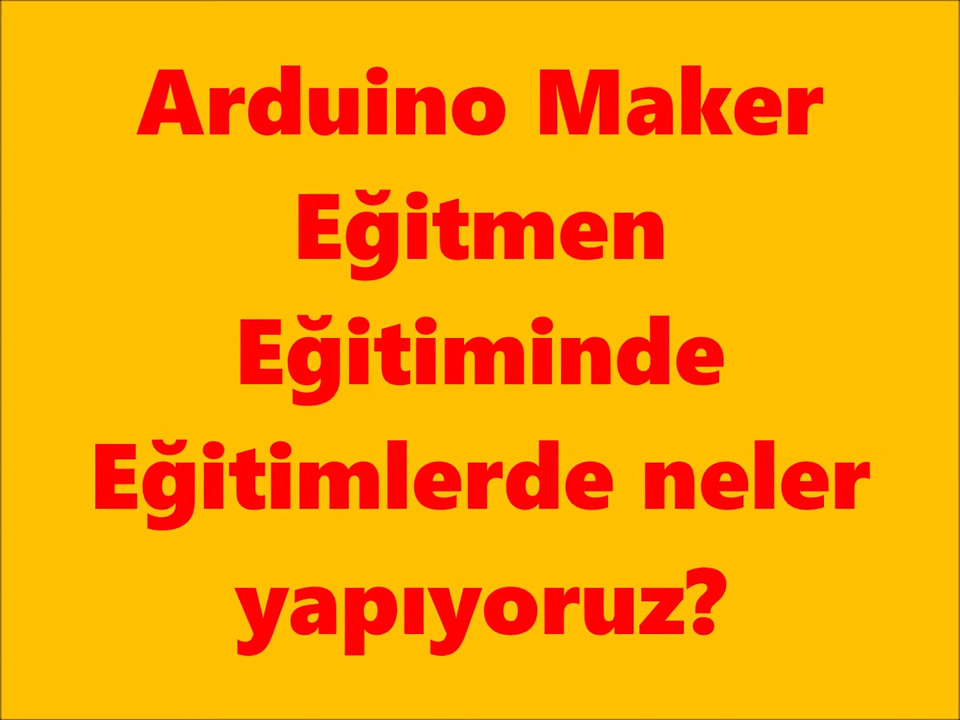 Arduino Maker
Eğitmen
Eğitiminde
Eğitimlerde neler
yapıyoruz?